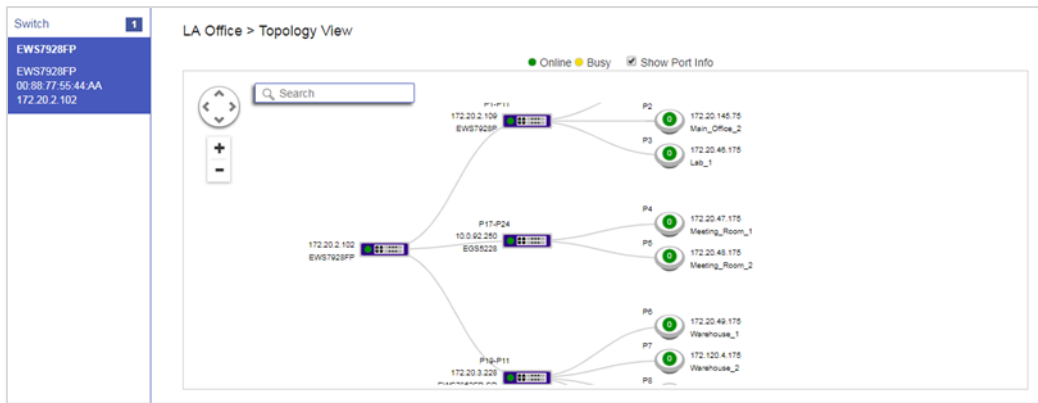 Switch 1
EWS7928FP
EWS7928FP
00:88:77:55:44:AA
172.20.2.102
LA Office > Topology View
Online Busy Show Port Info
Search
P1-P11
172.20.2.109
EWS7928P
P2
172.20.145.75
Main_Office_2
P3
172.20.46.175
Lab_1
172.20.2.102
EWS7928FP
P17-P24
10.0.92.250
EGS5228
P4
172.20.47.175
Meeting_Room_1
P5
172.20.48.175
Meeting_Room_2
P19-P11
172.20.3.228
P6
172.20.49.175
Warehouse_1
P7
172.120.4.175
Warehouse_2
P8